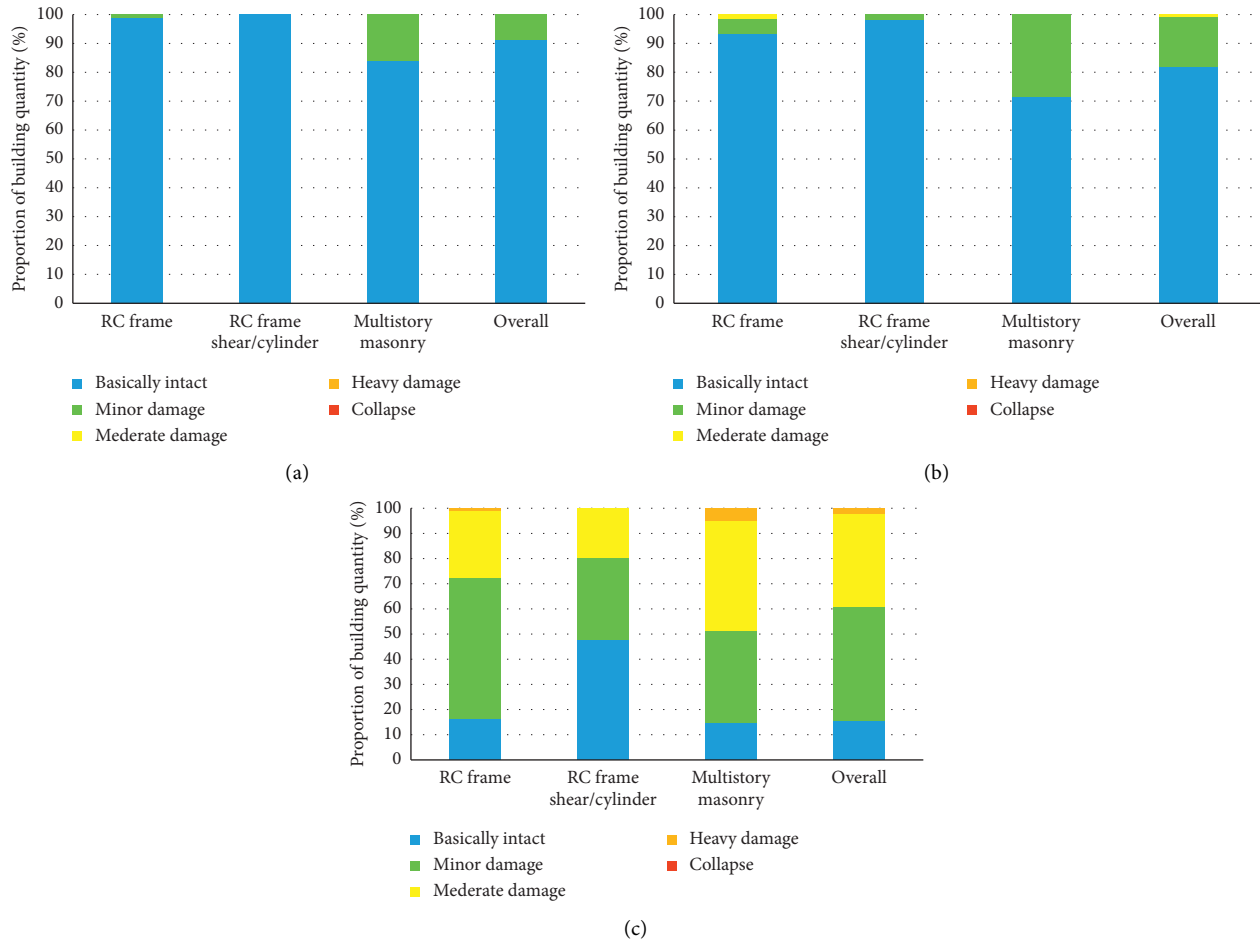 Proportion of building quantity (%)
100
90
80
70
60
50
40
30
20
10
0
RC frame
RC frame
shear/cylinder
Multistory
masonry
Overall
Basically intact
Minor damage
Mederate damage
Heavy damage
Collapse
(a)
Proportion of building quantity (%)
100
90
80
70
60
50
40
30
20
10
0
RC frame
RC frame
shear/cylinder
Multistory
masonry
Overall
Basically intact
Minor damage
Mederate damage
Heavy damage
Collapse
(b)
Proportion of building quantity (%)
100
90
80
70
60
50
40
30
20
10
0
RC frame
RC frame
shear/cylinder
Multistory
masonry
Overall
Basically intact
Minor damage
Mederate damage
Heavy damage
Collapse
(c)